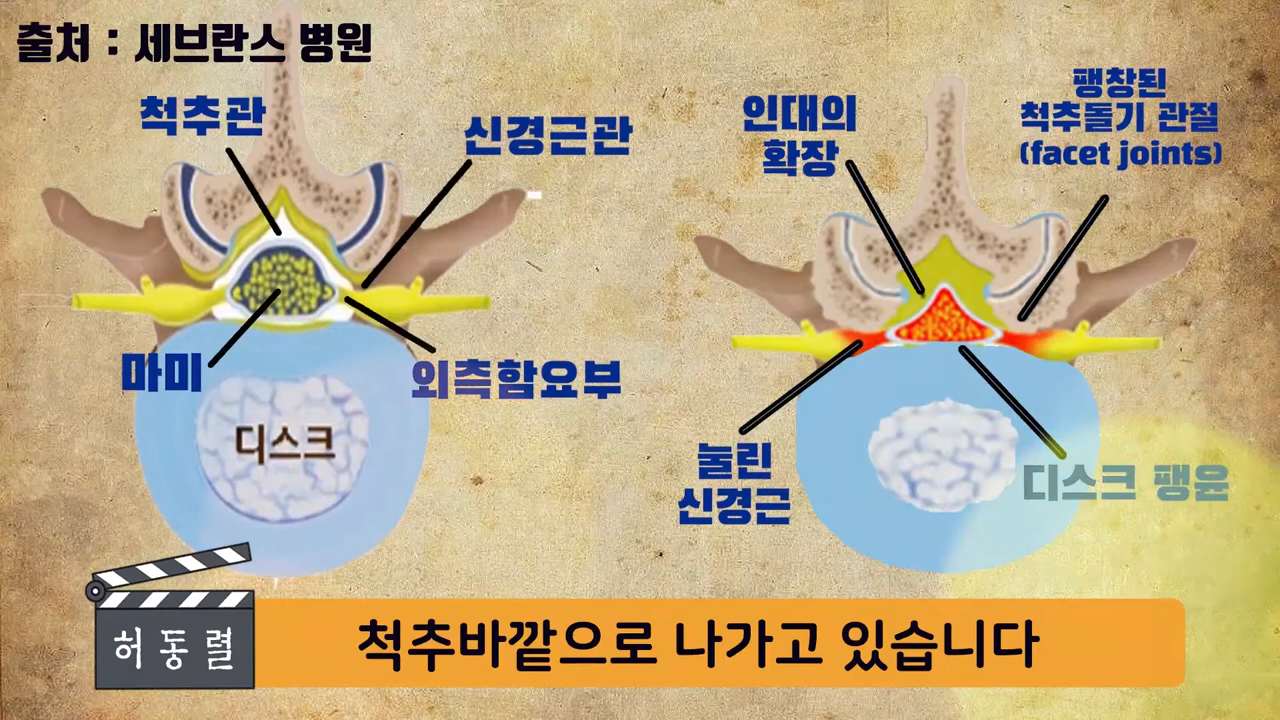 출처 : 세브란스 병원
척추관
신경근관
마미
외측함요부
디스크
인대의
확장
팽창된
척추돌기 관절
(facet joints)
눌린
신경근
디스크 팽윤
허동렬
척추바깥으로 나가고 있습니다